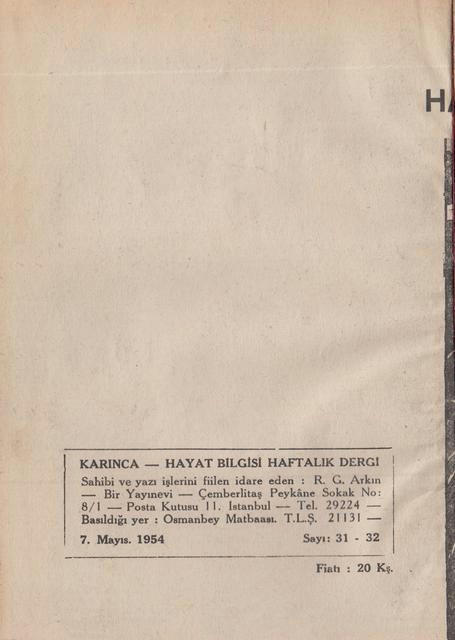 HA
KARINCA — HAYAT BİLGİSİ HAFTALIK DERGİ
Sahibi ve yazı işlerini fiilen idare eden : R. G. Arkın
— Bir Yayınevi — Çemberlitaş Peykâne Sokak No:
8/1 — Posta Kutusu 11. İstanbul — Tel. 29224 —
Basıldığı yer : Osmanbey Matbaası. T.L.Ş. 21131 —
7. Mayıs. 1954 Sayı: 31 - 32
Fiatı : 20 Kş.